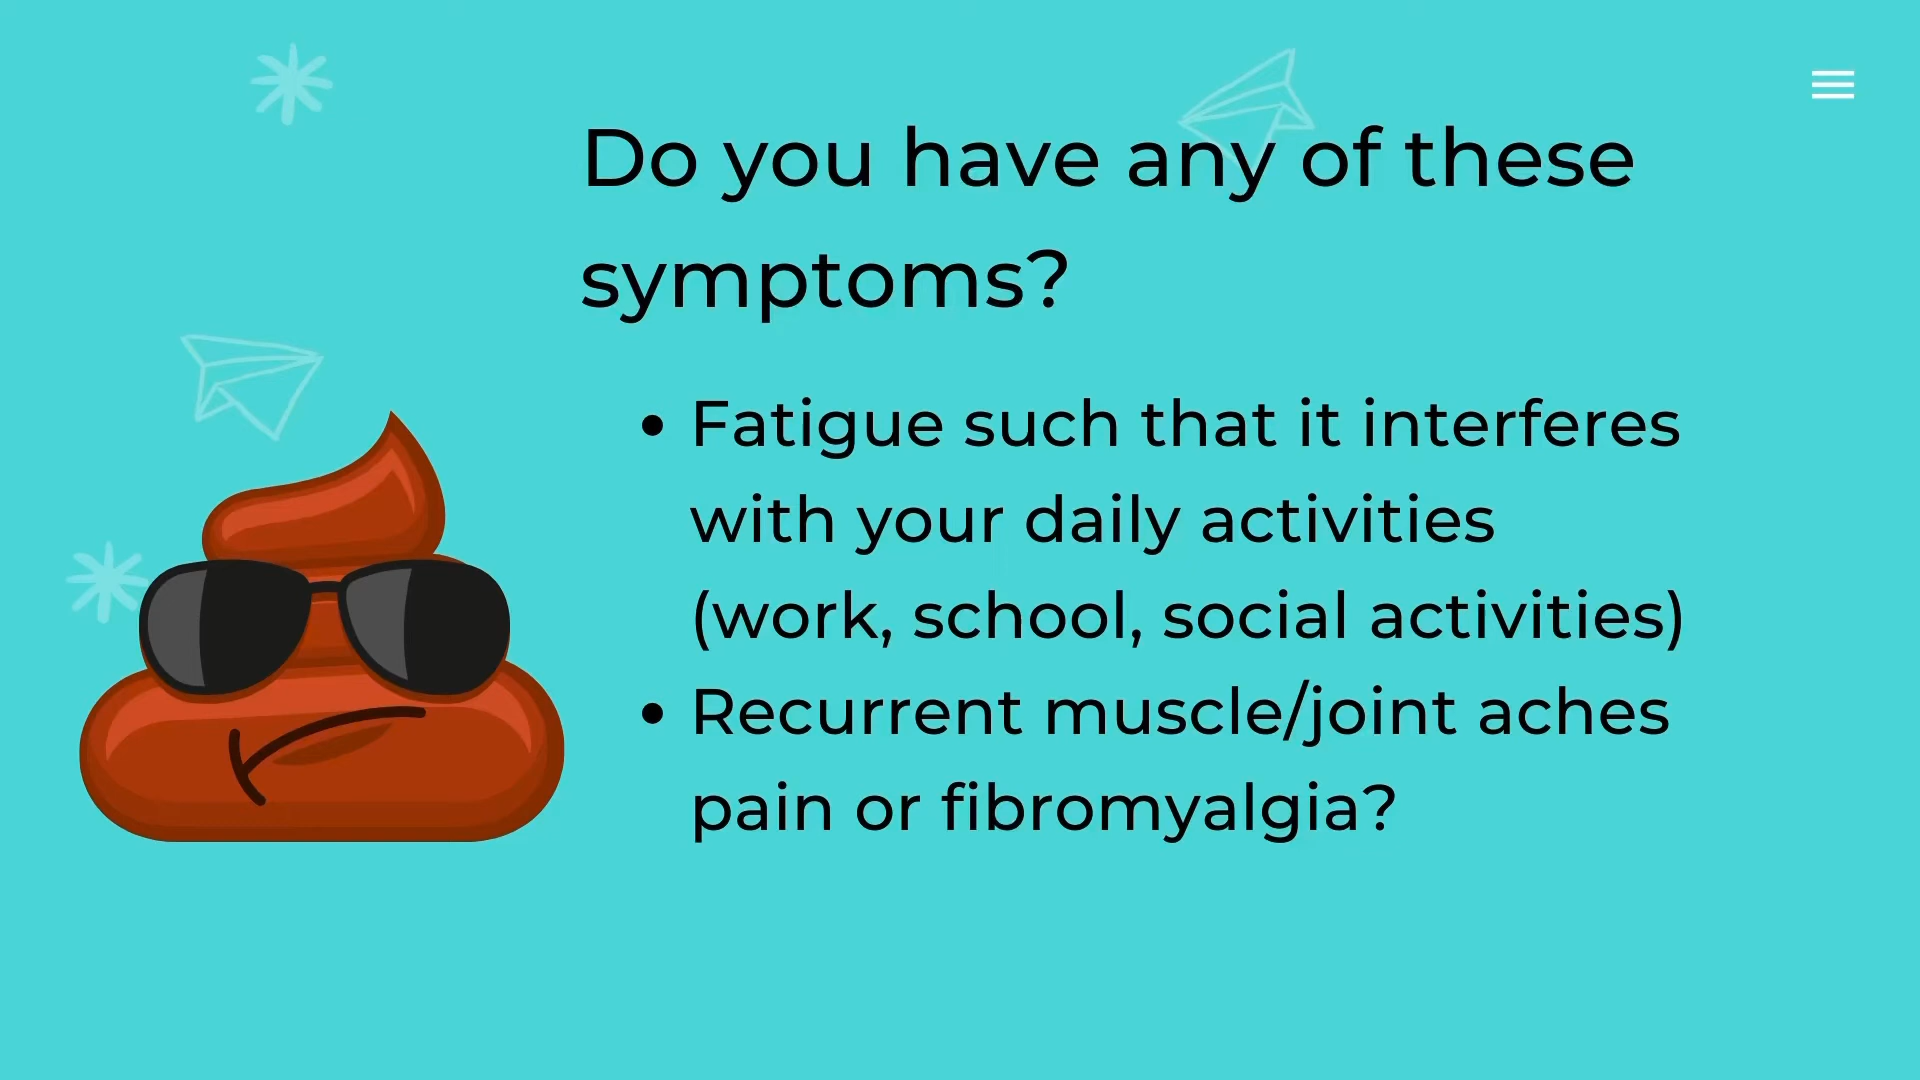 Do you have any of these
symptoms?
• Fatigue such that it interferes
with your daily activities
(work, school, social activities)
• Recurrent muscle/joint aches
pain or fibromyalgia?